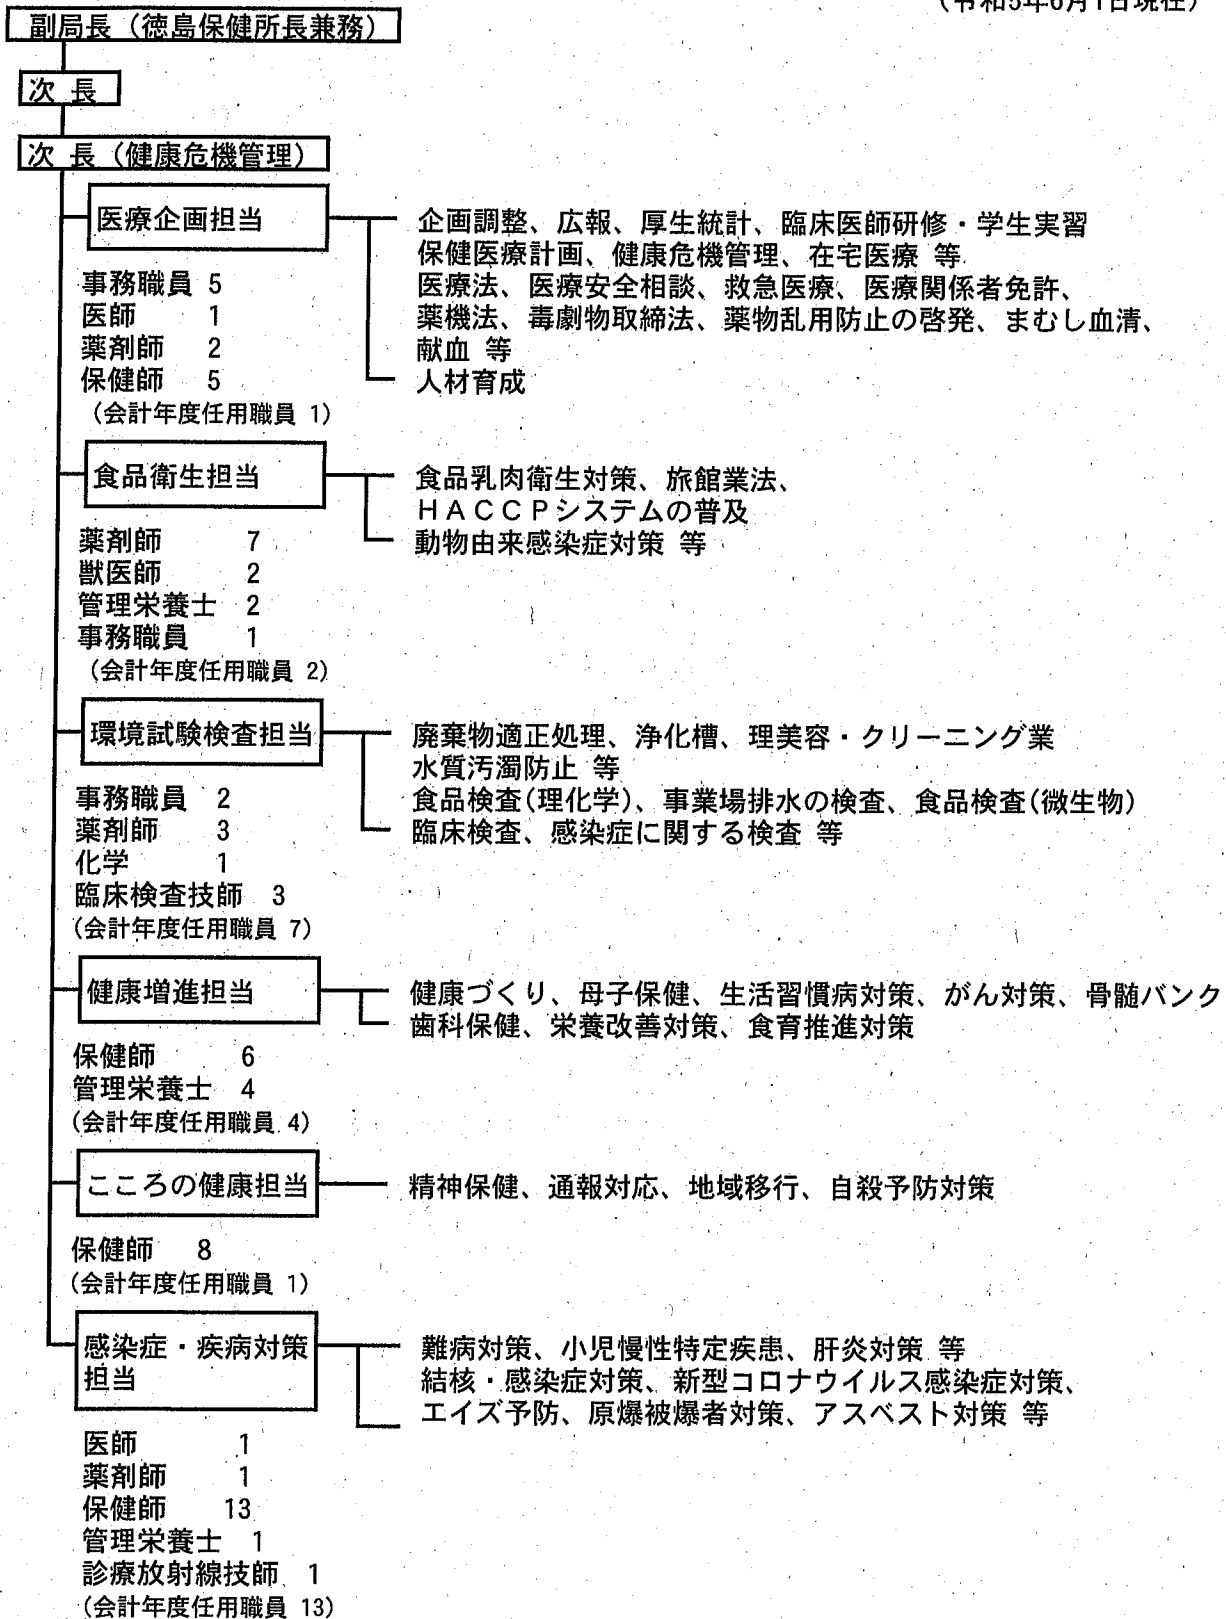 （令和5年6月1日現在）
副局長（徳島保健所長兼務）
次 長
次 長（健康危機管理）
医療企画担当
企画調整、広報、厚生統計、臨床医師研修・学生実習
保健医療計画、健康危機管理、在宅医療 等
医療法、医療安全相談、救急医療、医療関係者免許、
薬機法、毒劇物取締法、薬物乱用防止の啓発、まむし血清、
献血 等
人材育成
事務職員 5
医師 1
薬剤師 2
保健師 5
（会計年度任用職員 1）
食品衛生担当
食品乳肉衛生対策、旅館業法、
ＨＡＣＣＰシステムの普及
動物由来感染症対策 等
薬剤師 7
獣医師 2
管理栄養士 2
事務職員 1
（会計年度任用職員 2）
環境試験検査担当
廃棄物適正処理、浄化槽、理美容・クリーニング業
水質汚濁防止 等
食品検査(理化学)、事業場排水の検査、食品検査(微生物)
臨床検査、感染症に関する検査 等
事務職員 2
薬剤師 3
化学 1
臨床検査技師 3
（会計年度任用職員 7）
健康増進担当
健康づくり、母子保健、生活習慣病対策、がん対策、骨髄バンク
歯科保健、栄養改善対策、食育推進対策
保健師 6
管理栄養士 4
（会計年度任用職員 4）
こころの健康担当
精神保健、通報対応、地域移行、自殺予防対策
保健師 8
（会計年度任用職員 1）
感染症・疾病対策
担当
難病対策、小児慢性特定疾患、肝炎対策 等
結核・感染症対策、新型コロナウイルス感染症対策、
エイズ予防、原爆被爆者対策、アスベスト対策 等
医師 1
薬剤師 1
保健師 13
管理栄養士 1
診療放射線技師 1
（会計年度任用職員 13）